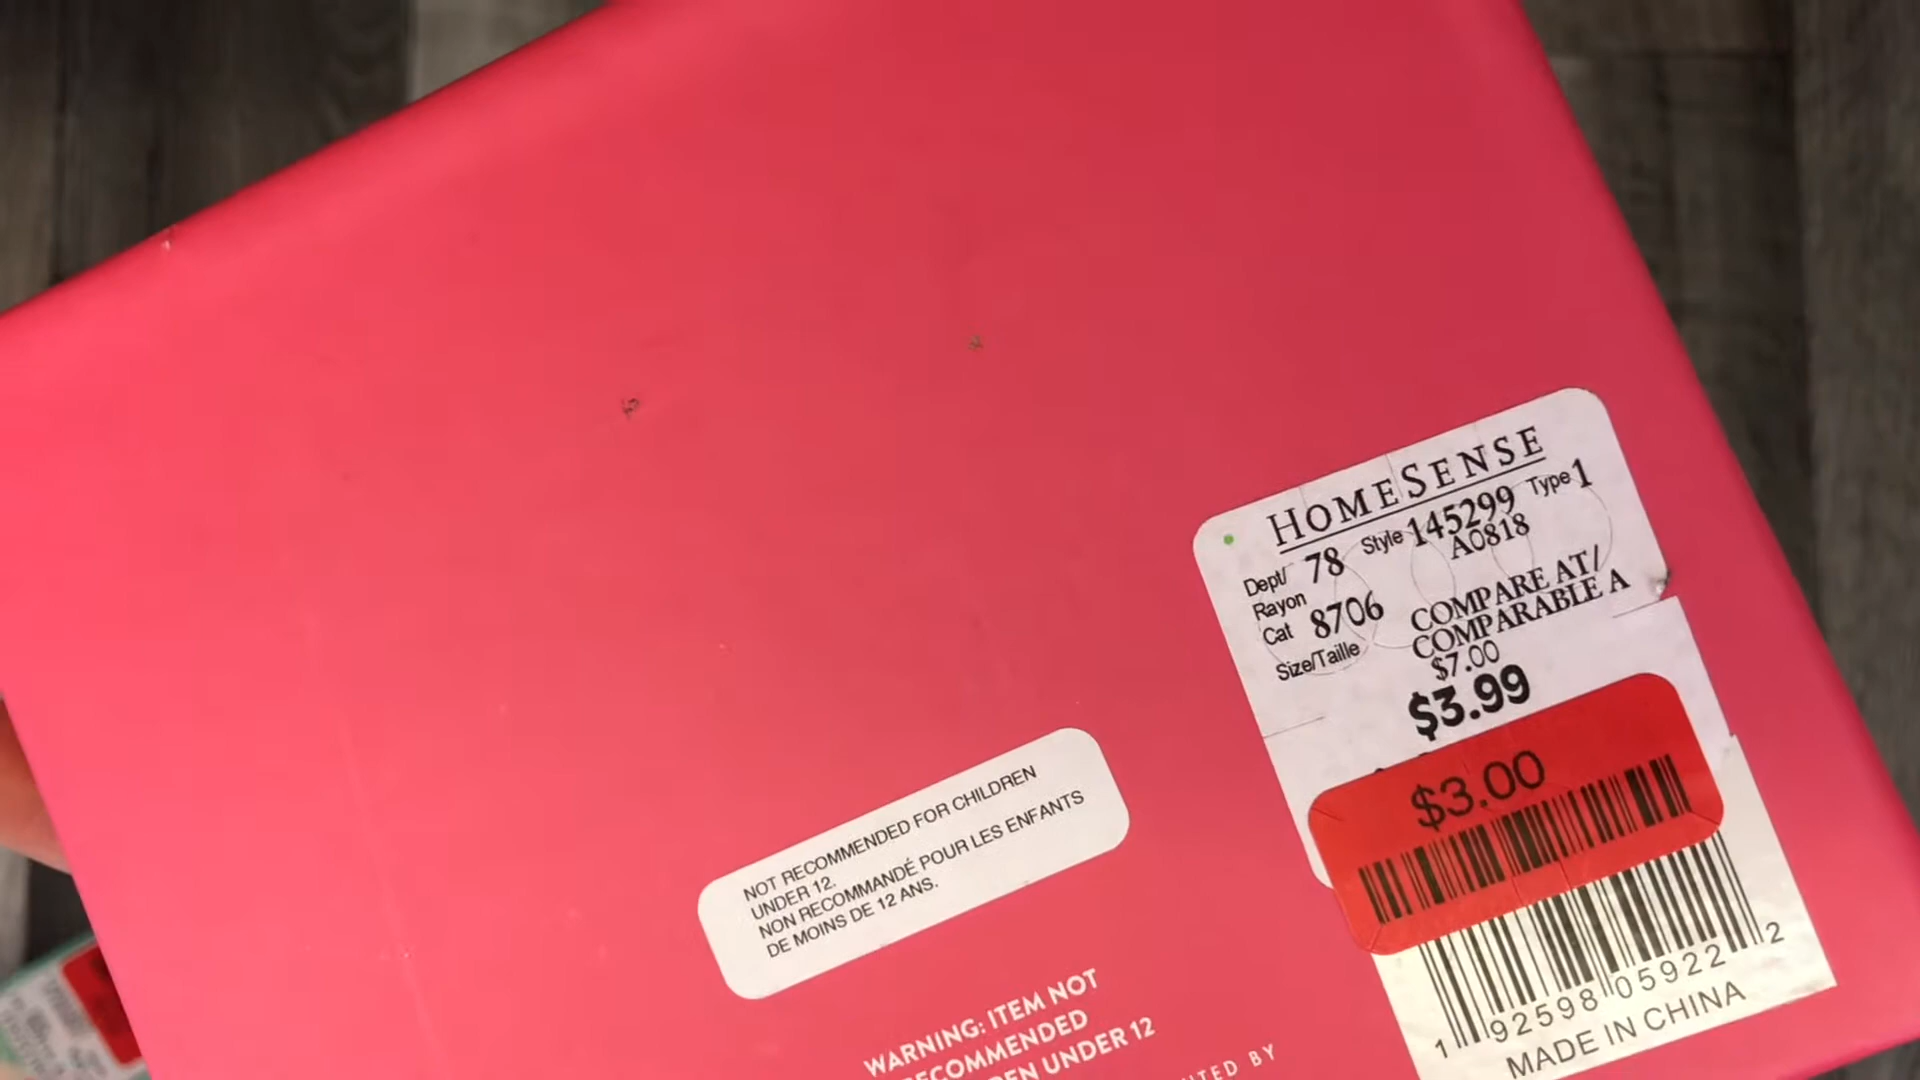 HOMESENSE
Dept/ 78 Style 145299 Type 1
Rayon A0818
Cat 8706 COMPARE AT/
COMPARABLE A
Size/Taille $7.00
$3.99
$3.00
1 92598 05922 2
MADE IN CHINA
NOT RECOMMENDED FOR CHILDREN
UNDER 12.
NON RECOMMANDÉ POUR LES ENFANTS
DE MOINS DE 12 ANS.
WARNING: ITEM NOT
RECOMMENDED
UNDER 12
BY